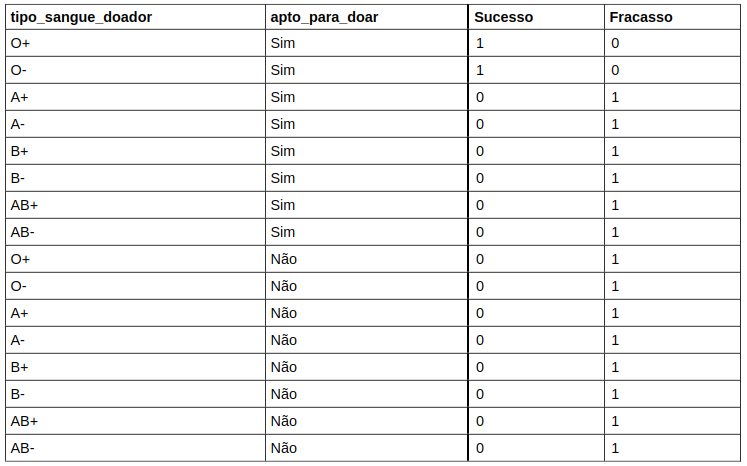 tipo_sangue_doador apto_para_doar Sucesso Fracasso
O+ Sim 1 0
O- Sim 1 0
A+ Sim 0 1
A- Sim 0 1
B+ Sim 0 1
B- Sim 0 1
AB+ Sim 0 1
AB- Sim 0 1
O+ Não 0 1
O- Não 0 1
A+ Não 0 1
A- Não 0 1
B+ Não 0 1
B- Não 0 1
AB+ Não 0 1
AB- Não 0 1